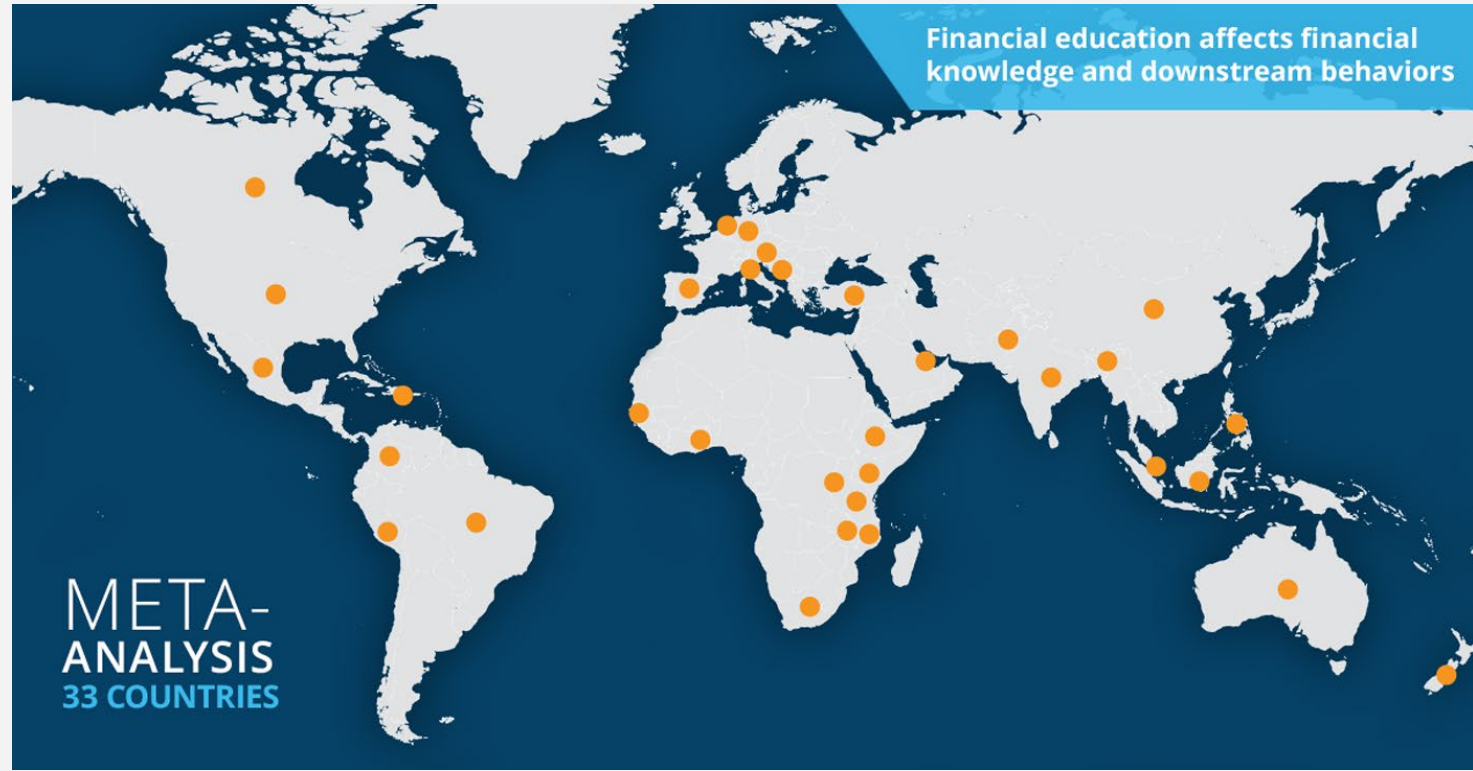 Financial education affects financial
knowledge and downstream behaviors
META-
ANALYSIS
33 COUNTRIES